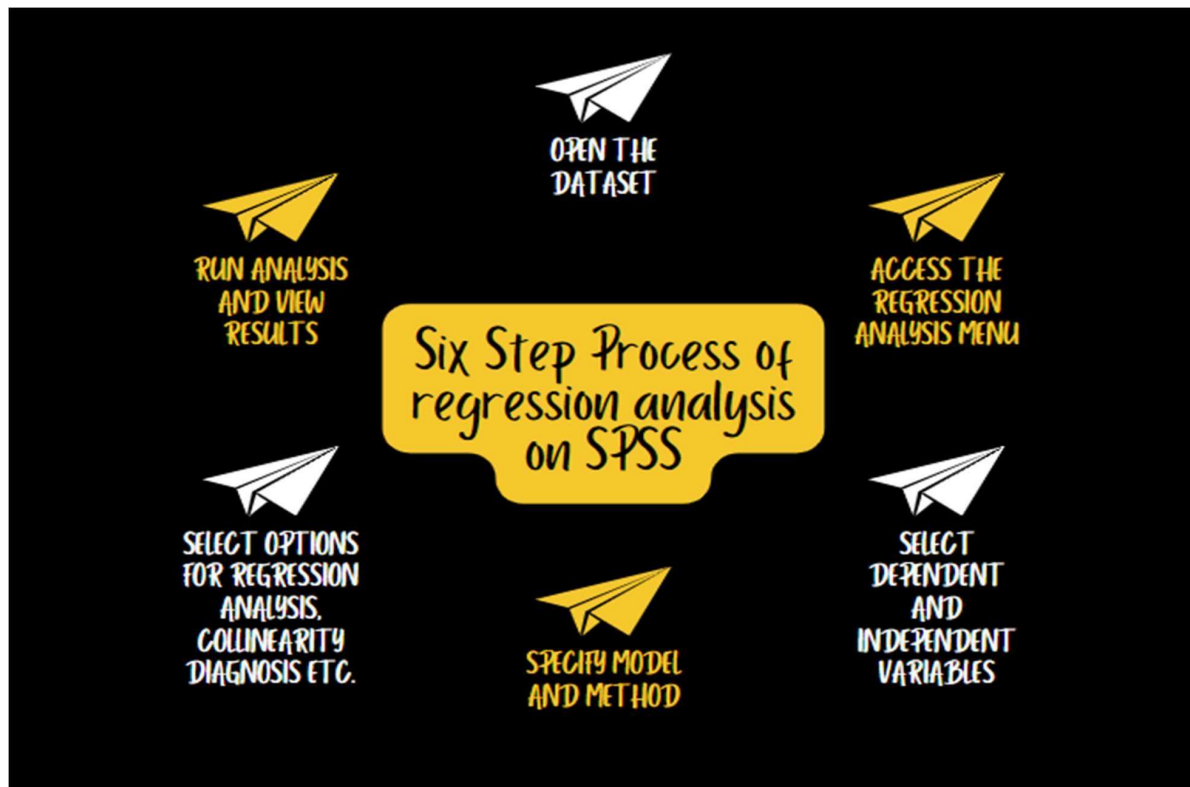 OPEN THE
DATASET
ACCESS THE
REGRESSION
ANALYSIS MENU
SELECT
DEPENDENT
AND
INDEPENDENT
VARIABLES
SPECIFY MODEL
AND METHOD
SELECT OPTIONS
FOR REGRESSION
ANALYSIS,
COLLINEARITY
DIAGNOSIS ETC.
RUN ANALYSIS
AND VIEW
RESULTS
Six Step Process of
regression analysis
on SPSS